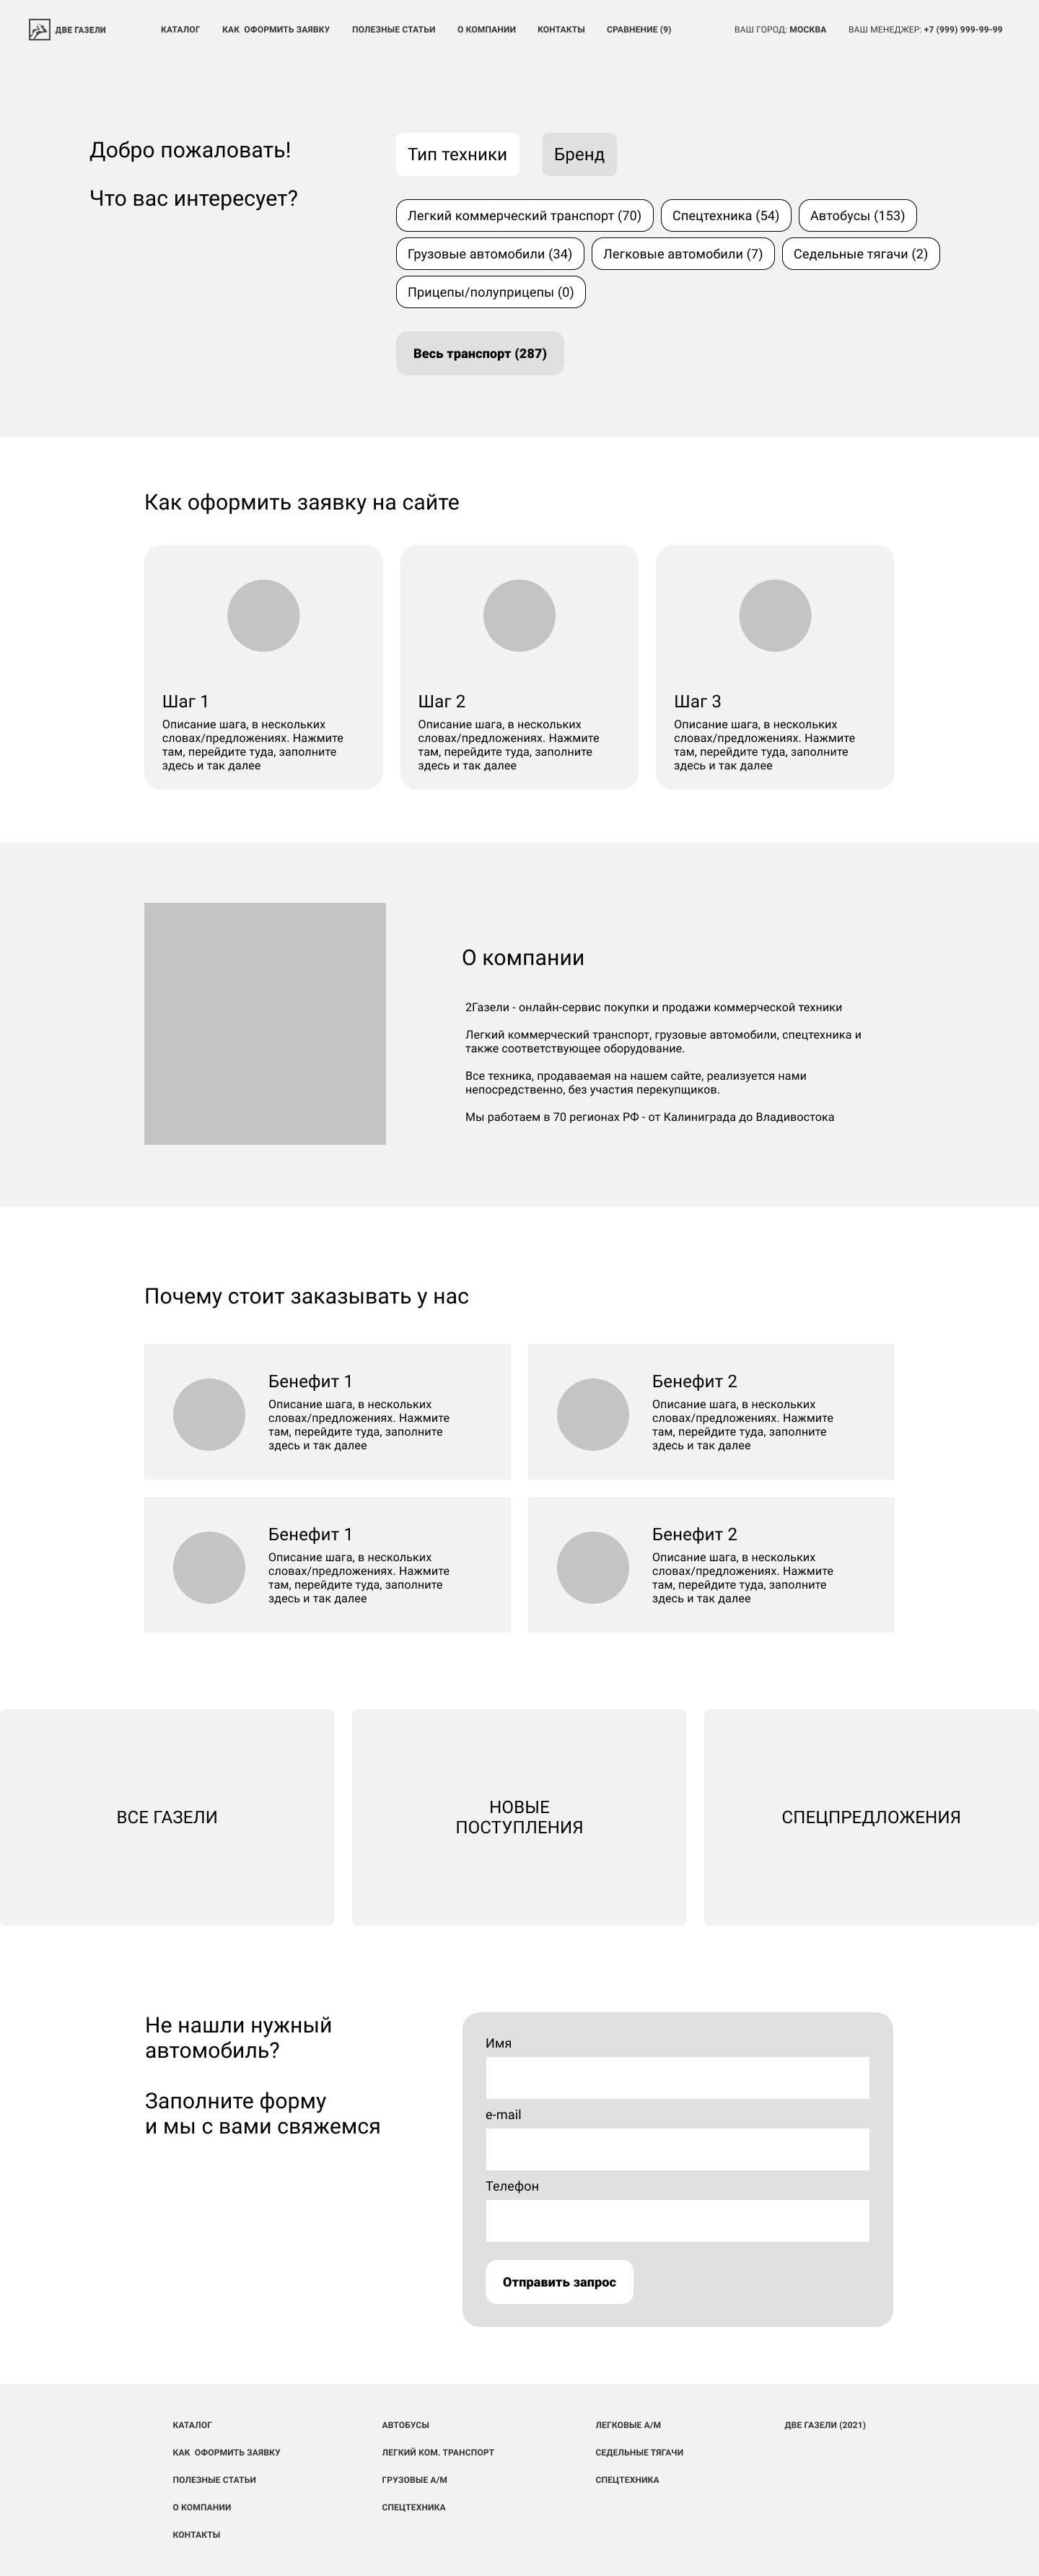 ДВЕ ГАЗЕЛИ
КАТАЛОГ
КАК ОФОРМИТЬ ЗАЯВКУ
ПОЛЕЗНЫЕ СТАТЬИ
О КОМПАНИИ
КОНТАКТЫ
СРАВНЕНИЕ (9)
ВАШ ГОРОД: МОСКВА
ВАШ МЕНЕДЖЕР: +7 (999) 999-99-99
Добро пожаловать!
Что вас интересует?
Тип техники
Бренд
Легкий коммерческий транспорт (70)
Спецтехника (54)
Автобусы (153)
Грузовые автомобили (34)
Легковые автомобили (7)
Седельные тягачи (2)
Прицепы/полуприцепы (0)
Весь транспорт (287)
Как оформить заявку на сайте
Шаг 1
Описание шага, в нескольких
словах/предложениях. Нажмите
там, перейдите туда, заполните
здесь и так далее
Шаг 2
Описание шага, в нескольких
словах/предложениях. Нажмите
там, перейдите туда, заполните
здесь и так далее
Шаг 3
Описание шага, в нескольких
словах/предложениях. Нажмите
там, перейдите туда, заполните
здесь и так далее
О компании
2Газели - онлайн-сервис покупки и продажи коммерческой техники
Легкий коммерческий транспорт, грузовые автомобили, спецтехника и
также соответствующее оборудование.
Все техника, продаваемая на нашем сайте, реализуется нами
непосредственно, без участия перекупщиков.
Мы работаем в 70 регионах РФ - от Калиниграда до Владивостока
Почему стоит заказывать у нас
Бенефит 1
Описание шага, в нескольких
словах/предложениях. Нажмите
там, перейдите туда, заполните
здесь и так далее
Бенефит 2
Описание шага, в нескольких
словах/предложениях. Нажмите
там, перейдите туда, заполните
здесь и так далее
Бенефит 1
Описание шага, в нескольких
словах/предложениях. Нажмите
там, перейдите туда, заполните
здесь и так далее
Бенефит 2
Описание шага, в нескольких
словах/предложениях. Нажмите
там, перейдите туда, заполните
здесь и так далее
ВСЕ ГАЗЕЛИ
НОВЫЕ
ПОСТУПЛЕНИЯ
СПЕЦПРЕДЛОЖЕНИЯ
Не нашли нужный
автомобиль?
Заполните форму
и мы с вами свяжемся
Имя
e-mail
Телефон
Отправить запрос
КАТАЛОГ
КАК ОФОРМИТЬ ЗАЯВКУ
ПОЛЕЗНЫЕ СТАТЬИ
О КОМПАНИИ
КОНТАКТЫ
АВТОБУСЫ
ЛЕГКИЙ КОМ. ТРАНСПОРТ
ГРУЗОВЫЕ А/М
СПЕЦТЕХНИКА
ЛЕГКОВЫЕ А/М
СЕДЕЛЬНЫЕ ТЯГАЧИ
СПЕЦТЕХНИКА
ДВЕ ГАЗЕЛИ (2021)